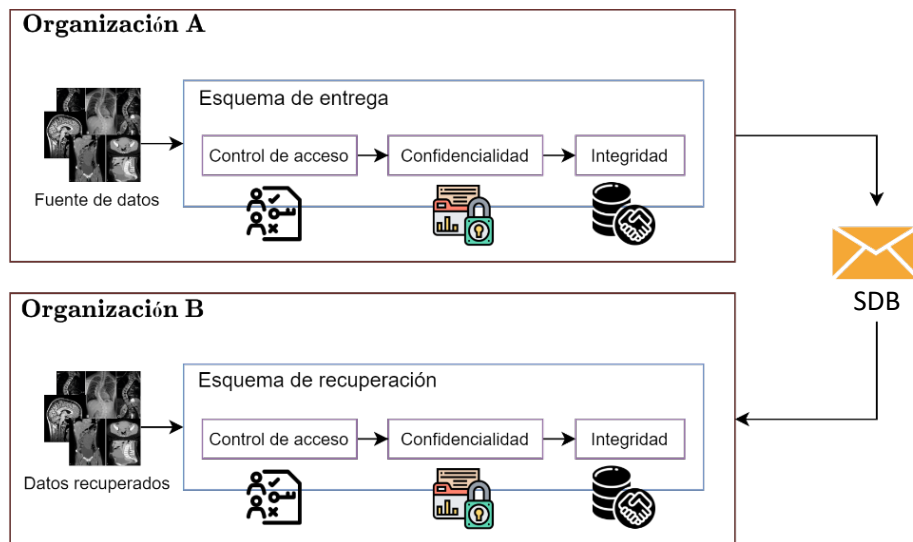 Organización A
Esquema de entrega
Control de acceso
Confidencialidad
Integridad
Fuente de datos
SDB
Organización B
Esquema de recuperación
Control de acceso
Confidencialidad
Integridad
Datos recuperados